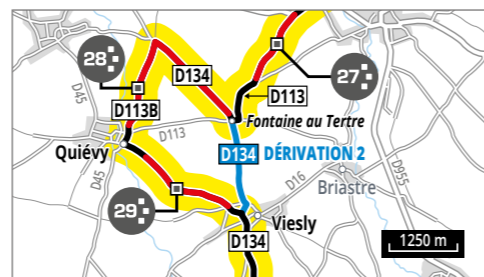 28
D45
D134
27
D113B
D113
Fontaine au Tertre
D113
Quiévy
D134 DÉRIVATION 2
D45
D16
D955
Briastre
29
Viesly
D134
1250 m